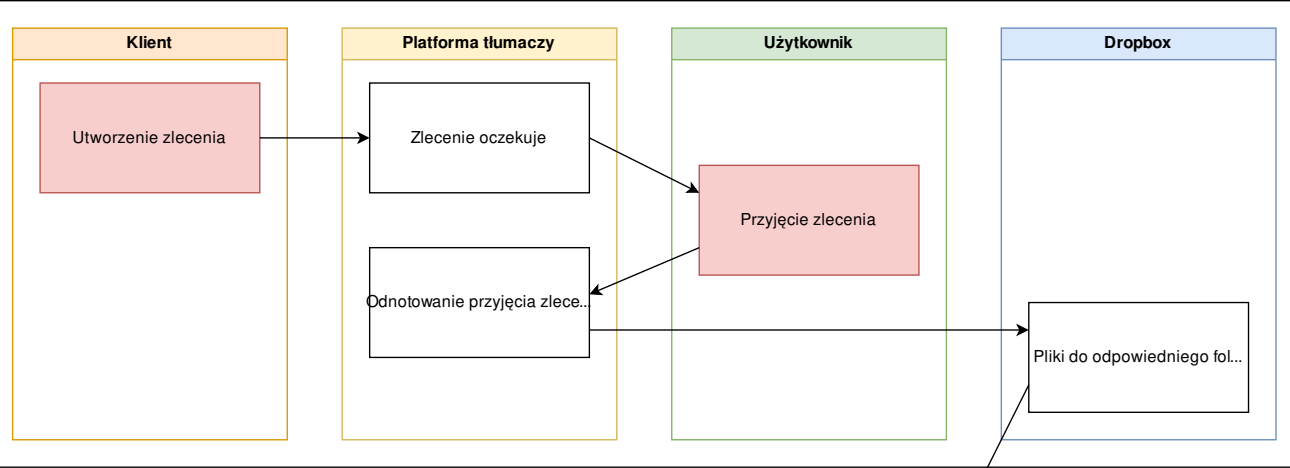 Klient
Platforma tłumaczy
Użytkownik
Dropbox
Utworzenie zlecenia
Zlecenie oczekuje
Przyjęcie zlecenia
Odnotowanie przyjęcia zlece...
Pliki do odpowiedniego fol...